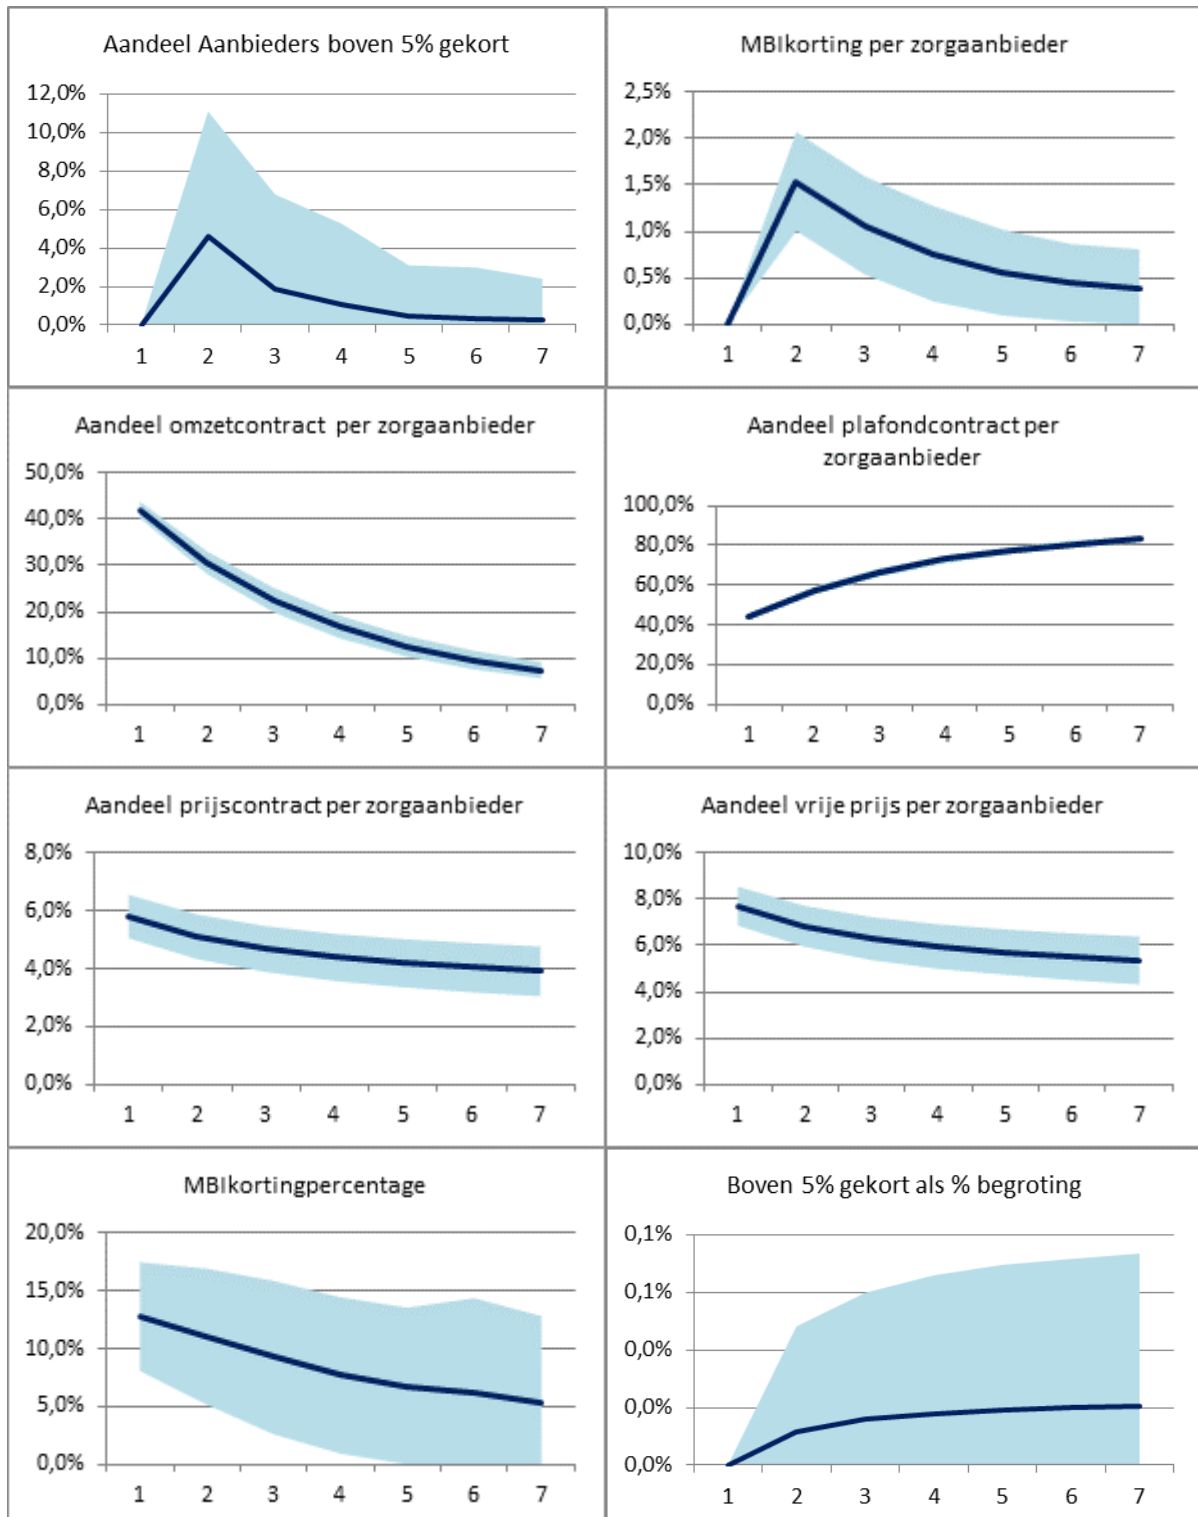 Aandeel Aanbieders boven 5% gekort
12,0%
10,0%
8,0%
6,0%
4,0%
2,0%
0,0%
1 2 3 4 5 6 7
MBIkorting per zorgaanbieder
2,5%
2,0%
1,5%
1,0%
0,5%
0,0%
1 2 3 4 5 6 7
Aandeel omzetcontract per zorgaanbieder
50,0%
40,0%
30,0%
20,0%
10,0%
0,0%
1 2 3 4 5 6 7
Aandeel plafondcontract per
zorgaanbieder
100,0%
80,0%
60,0%
40,0%
20,0%
0,0%
1 2 3 4 5 6 7
Aandeel prijscontract per zorgaanbieder
8,0%
6,0%
4,0%
2,0%
0,0%
1 2 3 4 5 6 7
Aandeel vrije prijs per zorgaanbieder
10,0%
8,0%
6,0%
4,0%
2,0%
0,0%
1 2 3 4 5 6 7
MBIkortingpercentage
20,0%
15,0%
10,0%
5,0%
0,0%
1 2 3 4 5 6 7
Boven 5% gekort als % begroting
0,1%
0,1%
0,0%
0,0%
0,0%
1 2 3 4 5 6 7